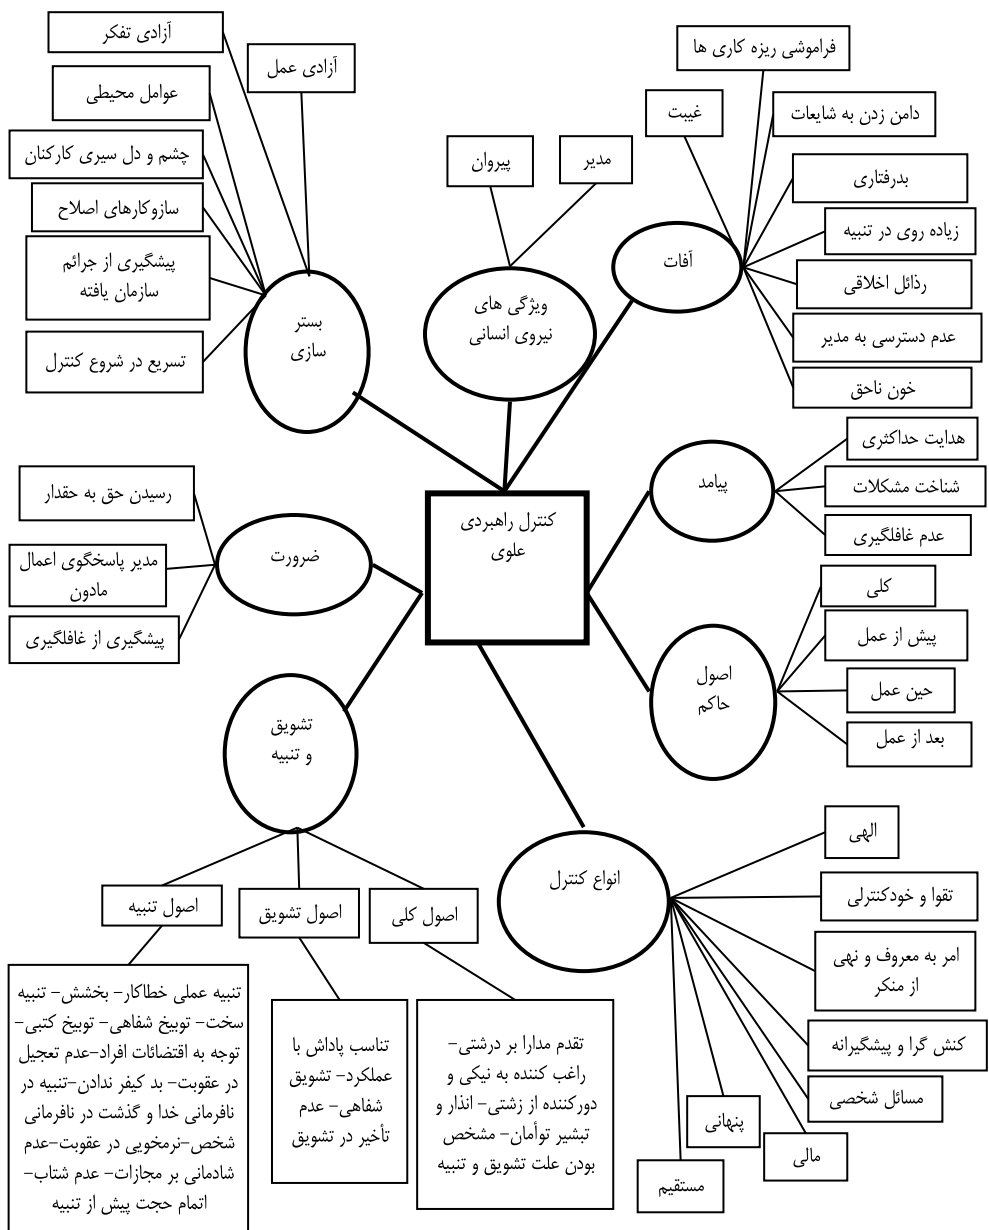 آزادی تفکر
آزادی عمل
عوامل محیطی
چشم و دل سیری کارکنان
سازوکارهای اصلاح
پیشگیری از جرائم
سازمان یافته
تسریع در شروع کنترل
بستر
سازی
پیروان
مدیر
ویژگی های
نیروی انسانی
فراموشی ریزه کاری ها
غیبت
دامن زدن به شایعات
بدرفتاری
زیاده روی در تنبیه
رذائل اخلاقی
عدم دسترسی به مدیر
خون ناحق
آفات
هدایت حداکثری
شناخت مشکلات
عدم غافلگیری
پیامد
کنترل راهبردی
علوی
رسیدن حق به حقدار
مدیر پاسخگوی اعمال
مادون
پیشگیری از غافلگیری
ضرورت
کلی
پیش از عمل
حین عمل
بعد از عمل
اصول
حاکم
تشویق
و تنبیه
اصول تنبیه
اصول تشویق
اصول کلی
تنبیه عملی خطاکار- بخشش- تنبیه
سخت- توبیخ شفاهی- توبیخ کتبی-
توجه به اقتضائات افراد-عدم تعجیل
در عقوبت- بد کیفر ندادن-تنبیه در
نافرمانی خدا و گذشت در نافرمانی
شخص-نرمخویی در عقوبت-عدم
شادمانی بر مجازات- عدم شتاب-
اتمام حجت پیش از تنبیه
تناسب پاداش با
عملکرد- تشویق
شفاهی- عدم
تأخیر در تشویق
تقدم مدارا بر درشتی-
راغب کننده به نیکی و
دورکننده از زشتی- انذار و
تبشیر توأمان- مشخص
بودن علت تشویق و تنبیه
انواع کنترل
الهی
تقوا و خودکنترلی
امر به معروف و نهی
از منکر
کنش گرا و پیشگیرانه
مسائل شخصی
پنهانی
مالی
مستقیم